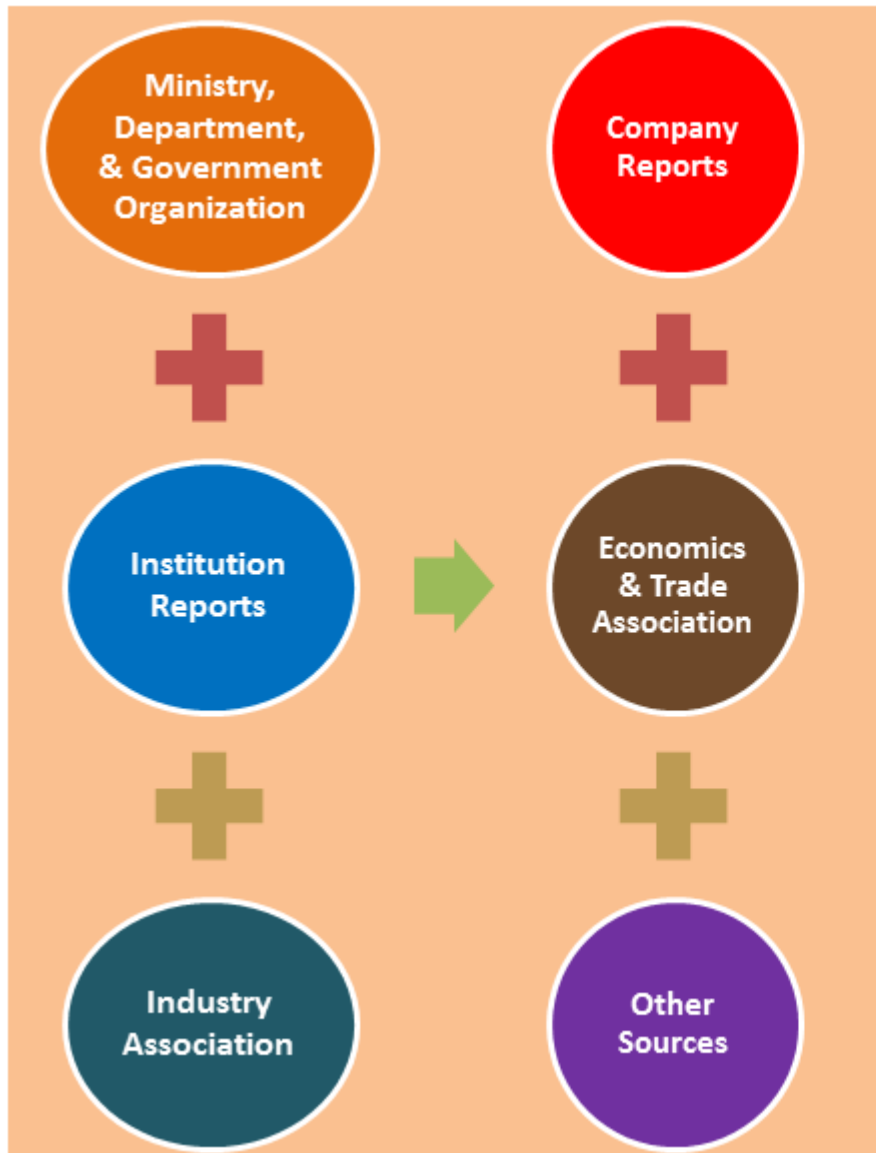 Ministry,
Department,
& Government
Organization
Company
Reports
Institution
Reports
Economics
& Trade
Association
Industry
Association
Other
Sources